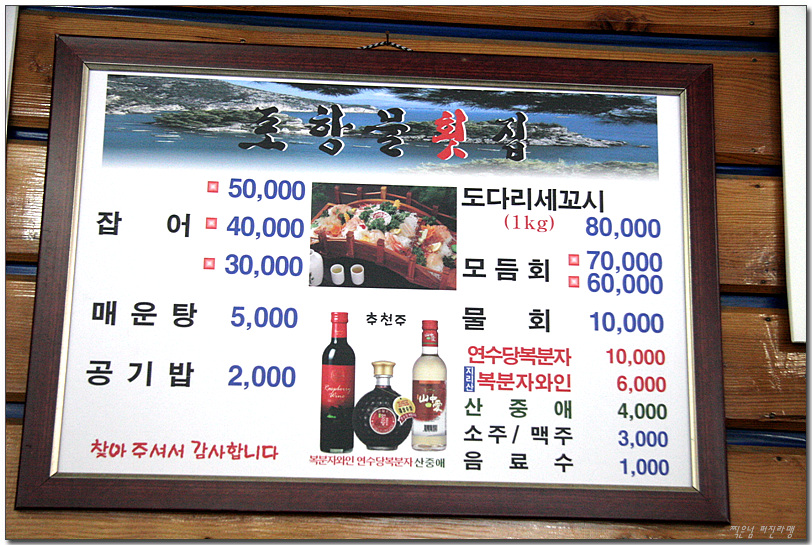 포항물횟집
잡어 50,000
40,000
30,000
매운탕 5,000
공기밥 2,000
찾아 주셔서 감사합니다
추천주
복분자와인 연수당복분자 산중애
도다리세꼬시
(1kg) 80,000
모듬회 70,000
60,000
물회 10,000
연수당복분자 10,000
지리산 복분자와인 6,000
산중애 4,000
소주/맥주 3,000
음료수 1,000